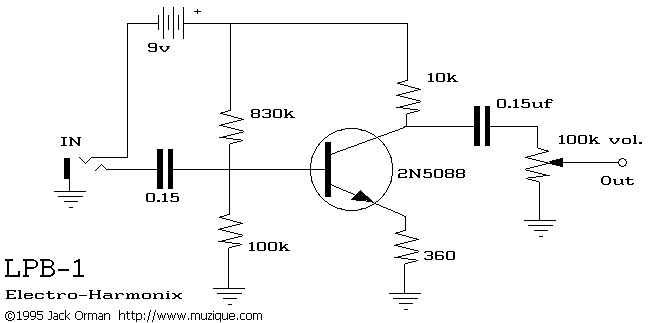 +
9v
10k
830k
0.15uf
IN
100k vol.
2N5088
Out
0.15
100k
360
LPB-1
Electro-Harmonix
©1995 Jack Orman http://www.muzique.com/